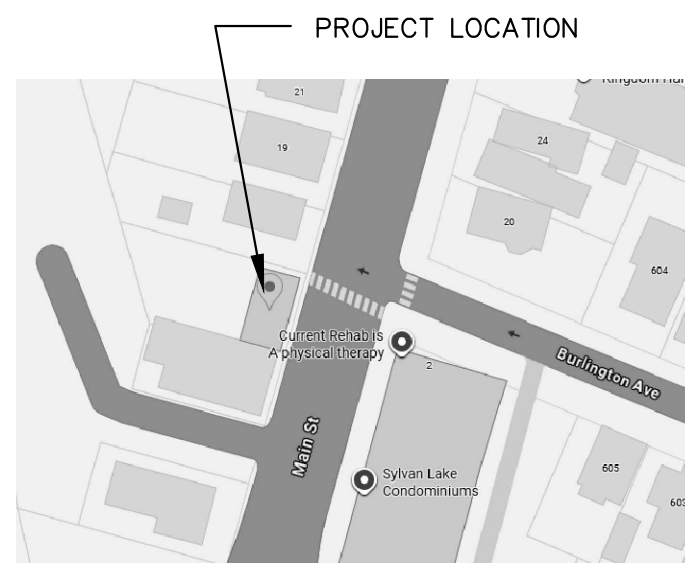 PROJECT LOCATION
21
19
24
20
604
Current Rehab is
A physical therapy
2
Burlington Ave
Main St
Sylvan Lake
Condominiums
605
603